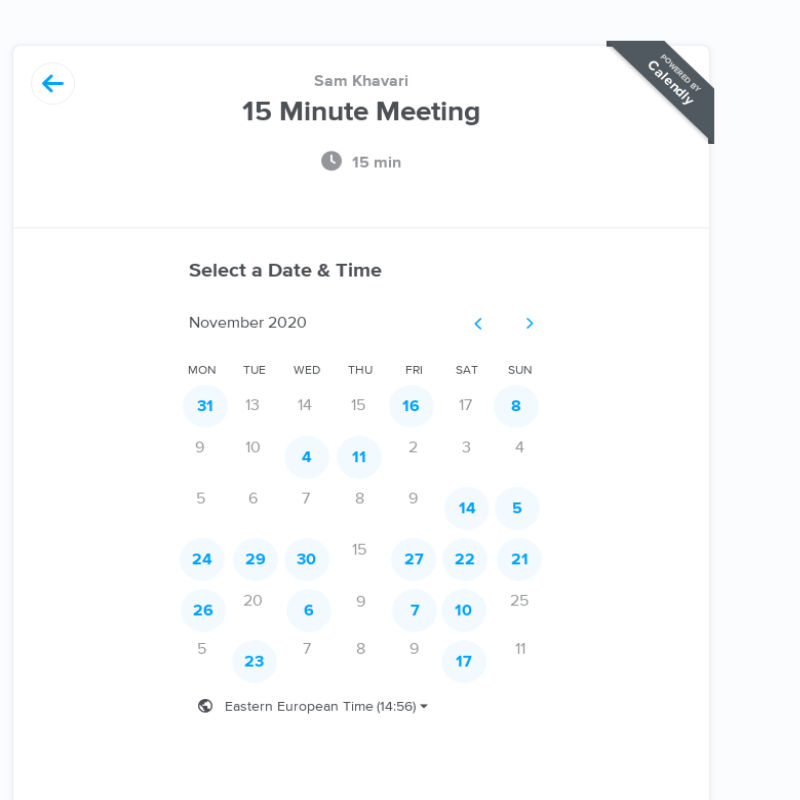 POWERED BY
Calendly
Sam Khavari
15 Minute Meeting
15 min
Select a Date & Time
November 2020
MON TUE WED THU FRI SAT SUN
31 13 14 15 16 17 8
9 10 4 11 2 3 4
5 6 7 8 9 14 5
24 29 30 15 27 22 21
26 20 6 9 7 10 25
5 23 7 8 9 17 11
Eastern European Time (14:56)